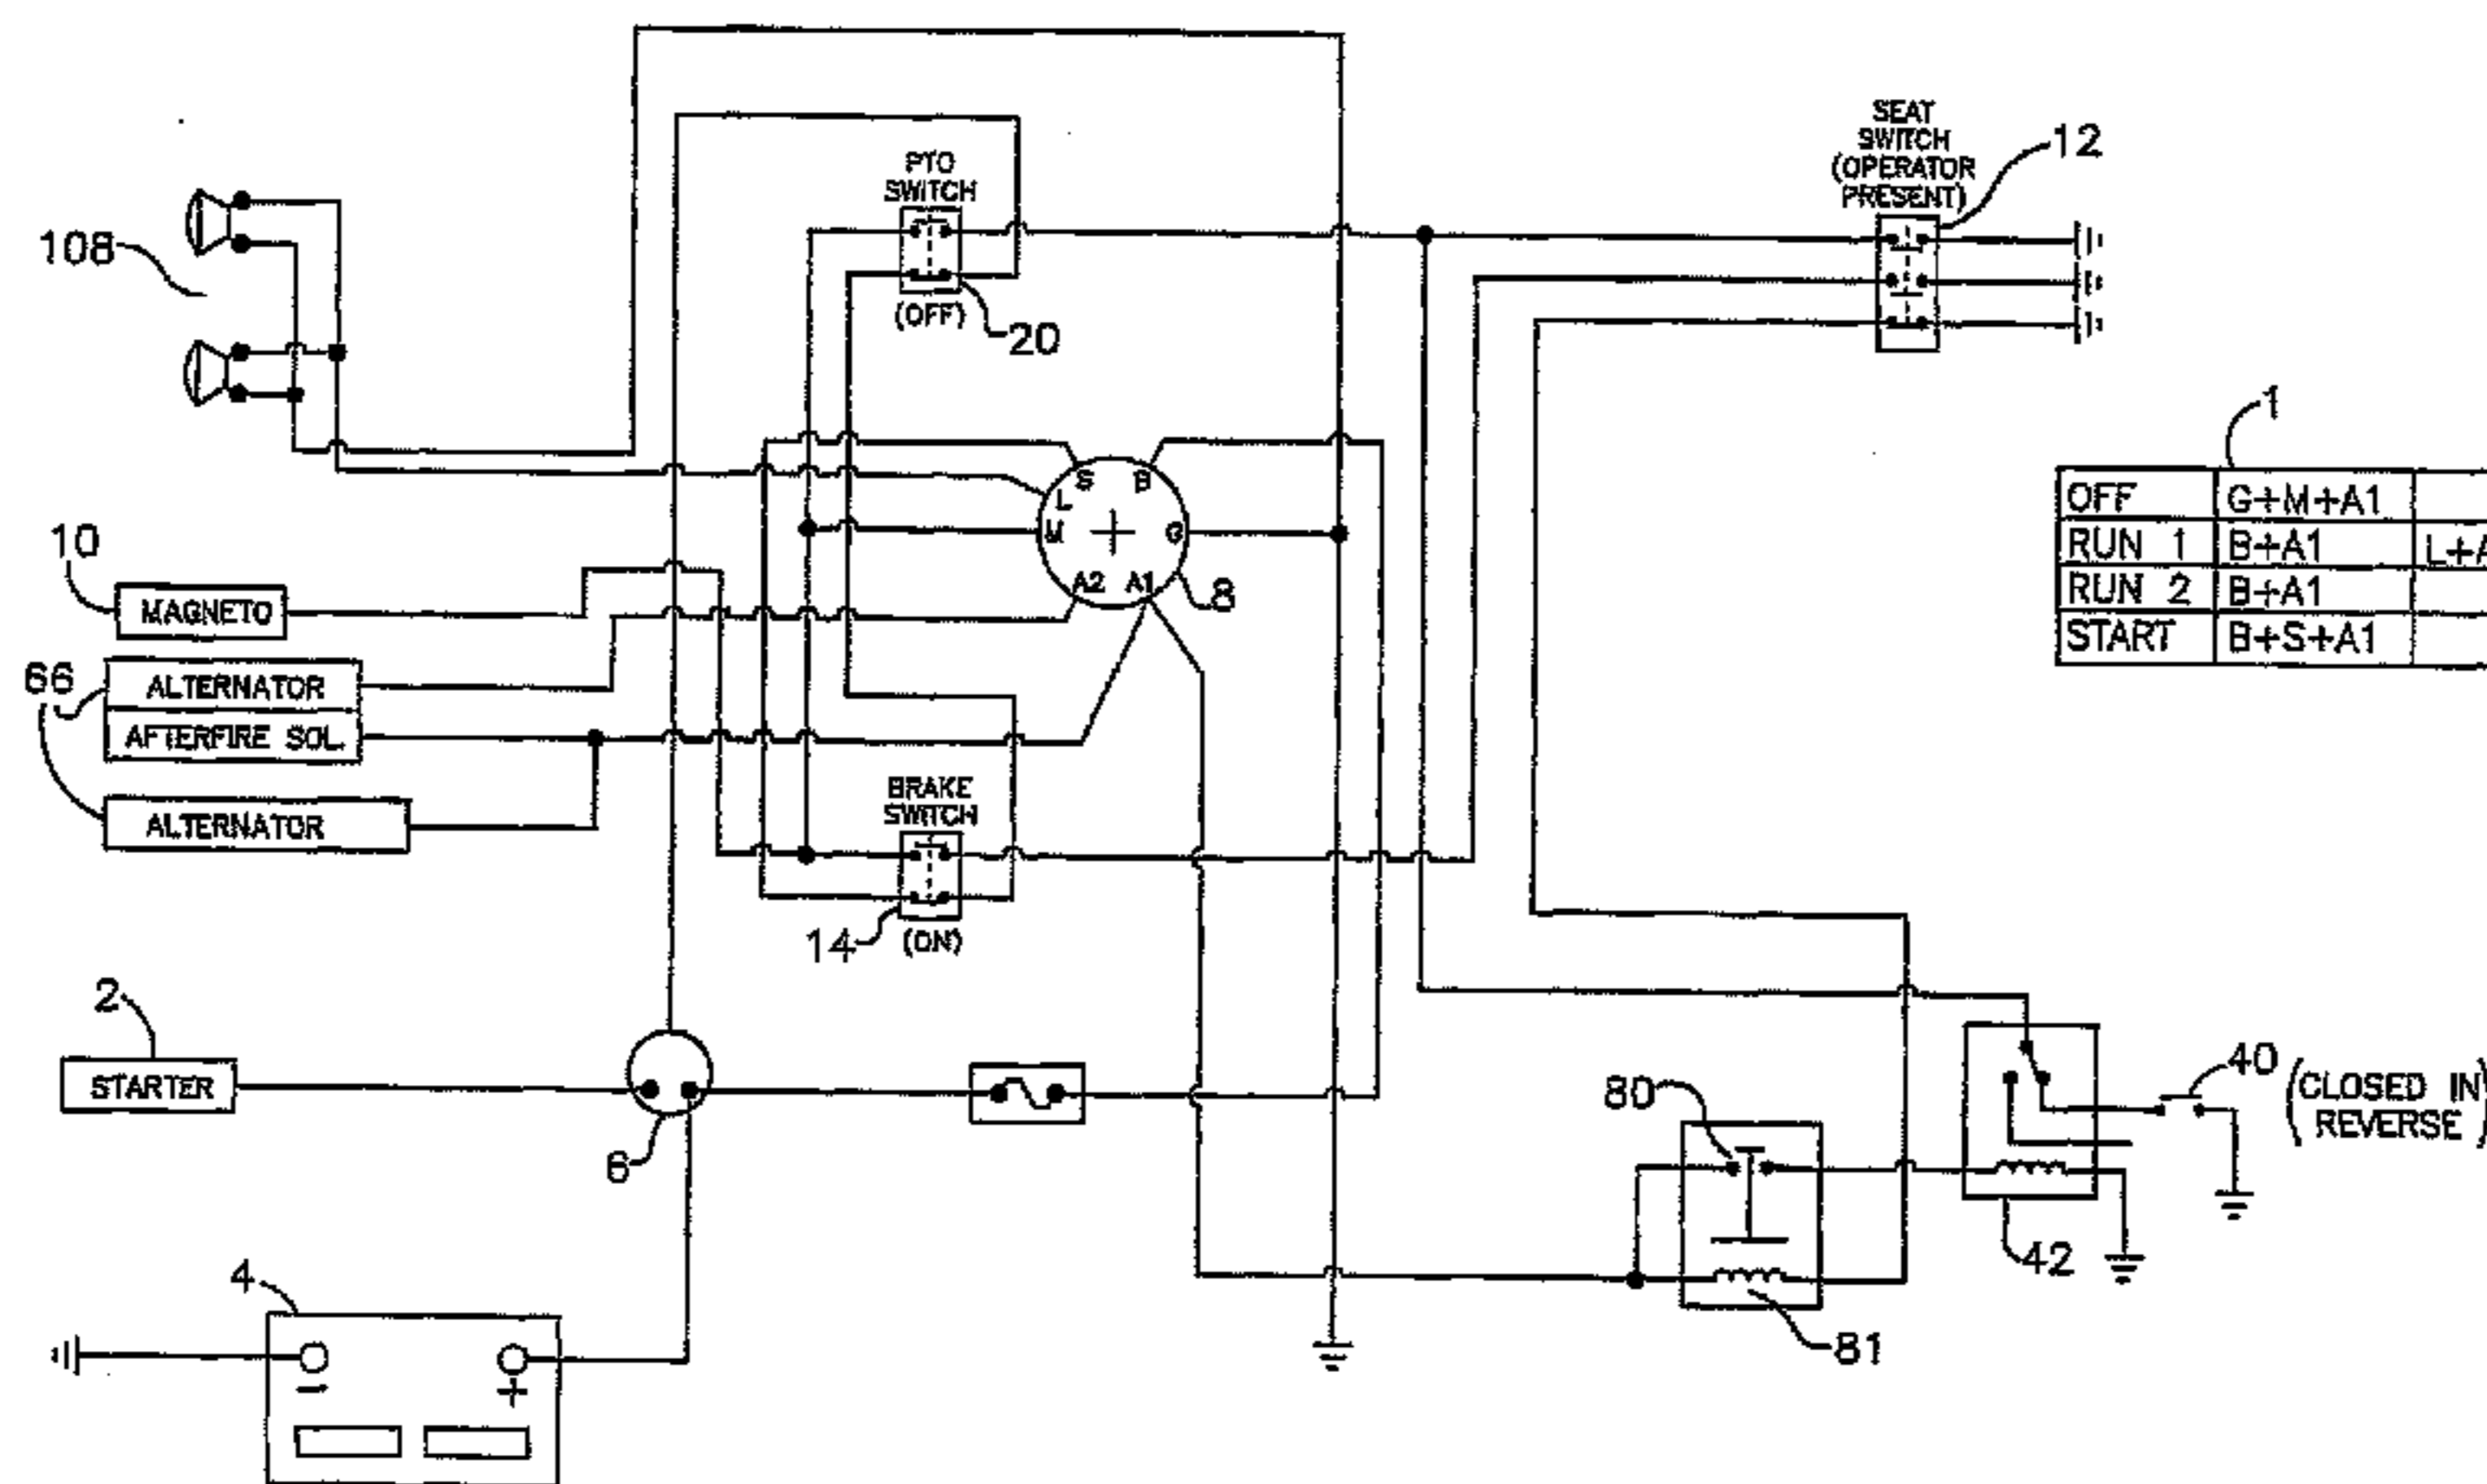 SEAT
SWITCH
(OPERATOR
PRESENT)
12
PTO
SWITCH
(OFF)
20
108
1
OFF G+M+A1
RUN 1 B+A1 L+A
RUN 2 B+A1
START B+S+A1
S B
L
M G
A2 A1
8
10
MAGNETO
66
ALTERNATOR
AFTERFIRE SOL.
ALTERNATOR
BRAKE
SWITCH
14
(ON)
2
STARTER
6
40
(CLOSED IN
REVERSE)
80
42
81
4
− +